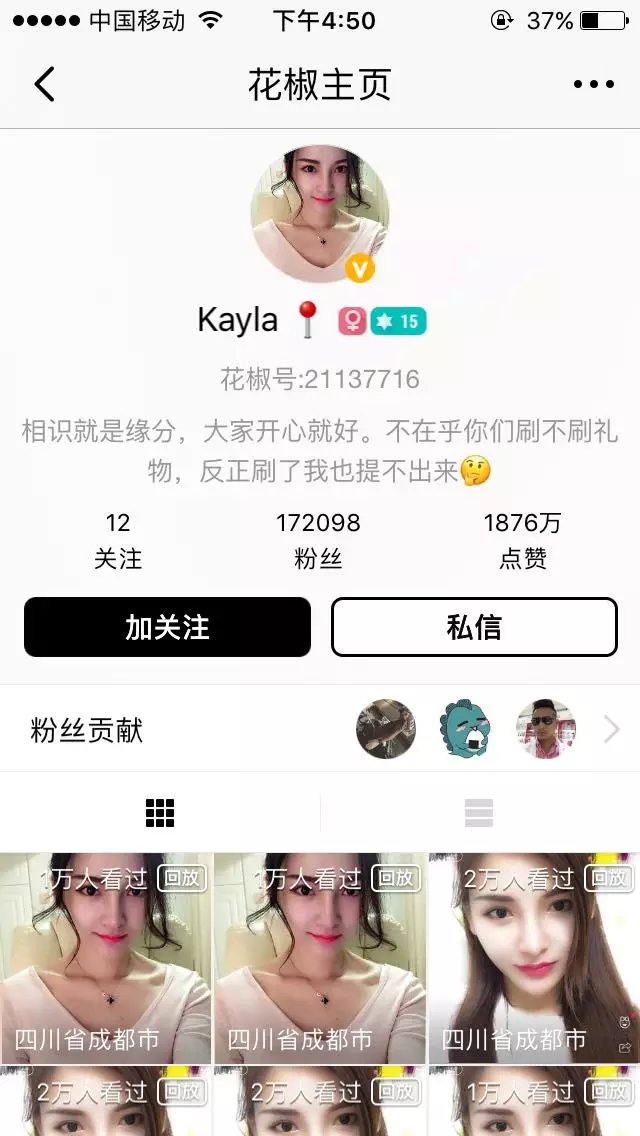 中国移动 下午4:50 37%
花椒主页
Kayla 15
花椒号:21137716
相识就是缘分，大家开心就好。不在乎你们刷不刷礼
物，反正刷了我也提不出来
12 172098 1876万
关注 粉丝 点赞
加关注 私信
粉丝贡献
1万人看过 回放 1万人看过 回放 2万人看过 回放
四川省成都市 四川省成都市 四川省成都市
2万人看过 回放 2万人看过 回放 1万人看过 回放